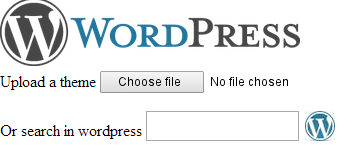 WORDPRESS
Upload a theme Choose file No file chosen
Or search in wordpress